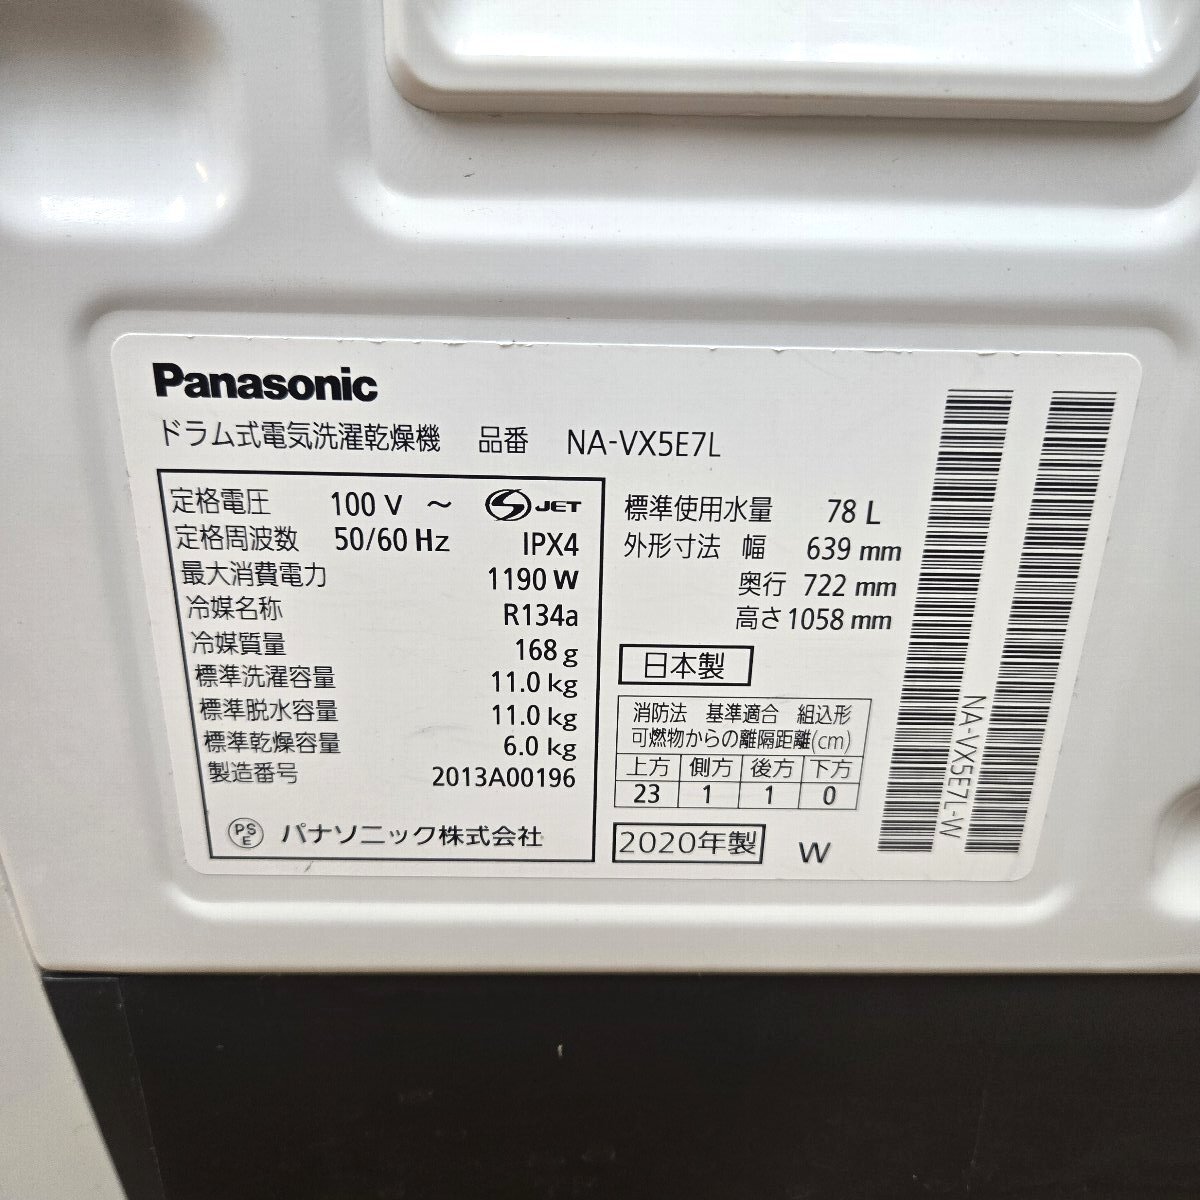 Panasonic
ドラム式電気洗濯乾燥機 品番 NA-VX5E7L
定格電圧 100 V ～ S JET
定格周波数 50/60 Hz IPX4
最大消費電力 1190 W
冷媒名称 R134a
冷媒質量 168 g
標準洗濯容量 11.0 kg
標準脱水容量 11.0 kg
標準乾燥容量 6.0 kg
製造番号 2013A00196
PS E パナソニック株式会社
標準使用水量 78 L
外形寸法 幅 639 mm
奥行 722 mm
高さ 1058 mm
日本製
消防法 基準適合 組込形
可燃物からの離隔距離(cm)
上方 側方 後方 下方
23 1 1 0
2020年製 W
NA-VX5E7L-W